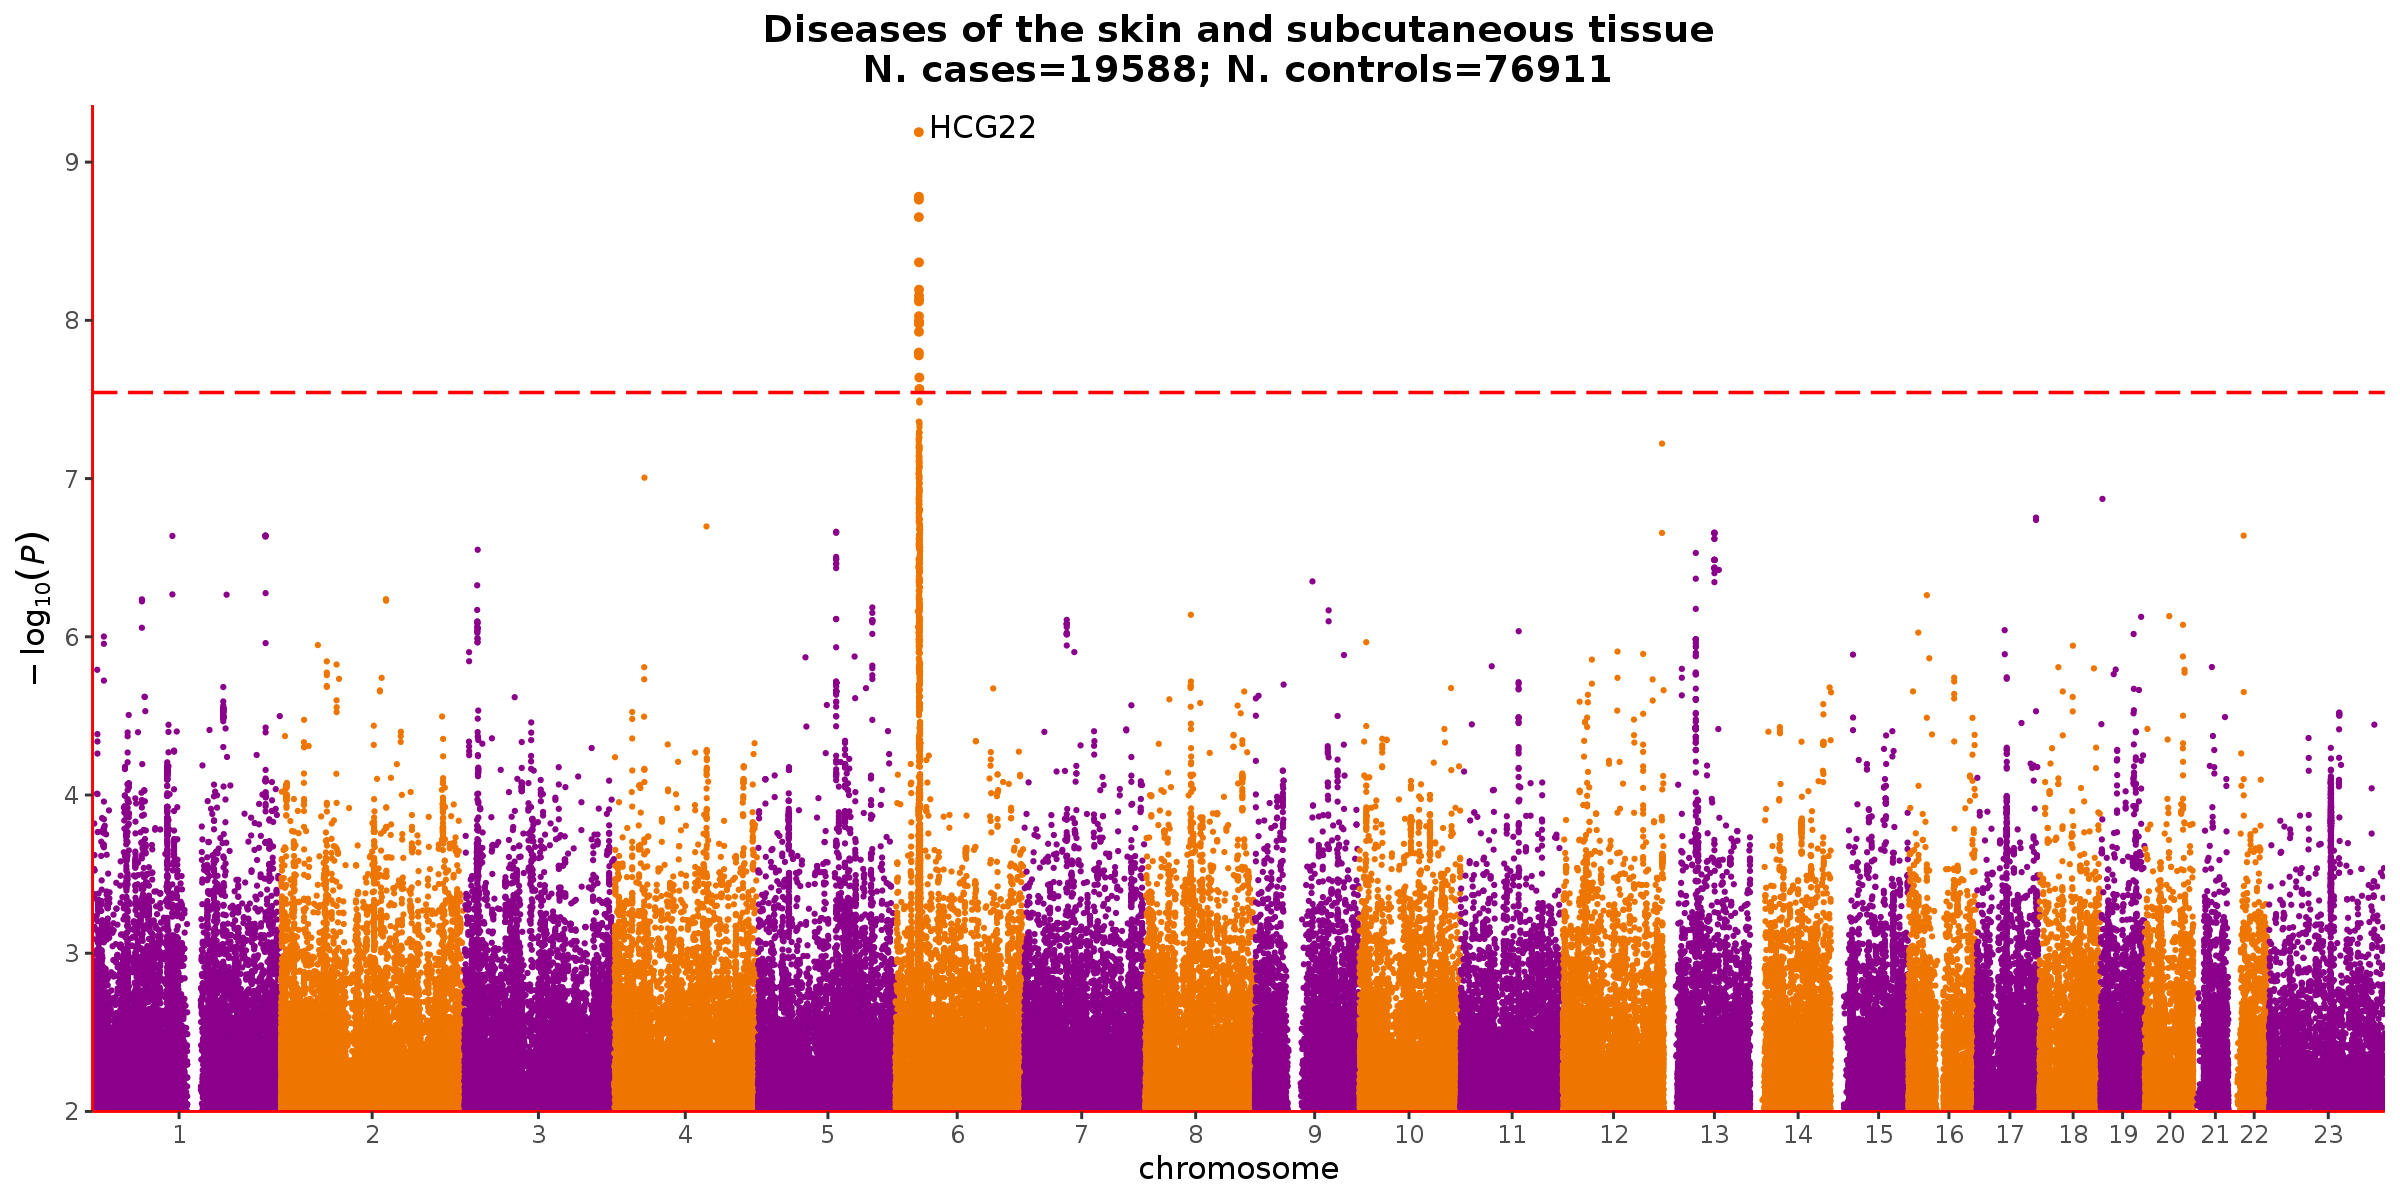 Diseases of the skin and subcutaneous tissue
N. cases=19588; N. controls=76911
HCG22
9
8
7
6
5
4
3
2
−log₁₀(P)
1 2 3 4 5 6 7 8 9 10 11 12 13 14 15 16 17 18 19 20 21 22 23
chromosome